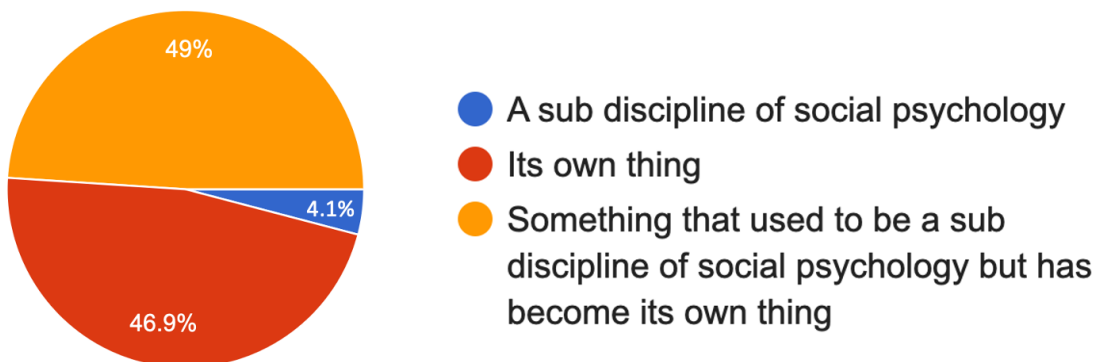 49%
4.1%
46.9%
A sub discipline of social psychology
Its own thing
Something that used to be a sub
discipline of social psychology but has
become its own thing